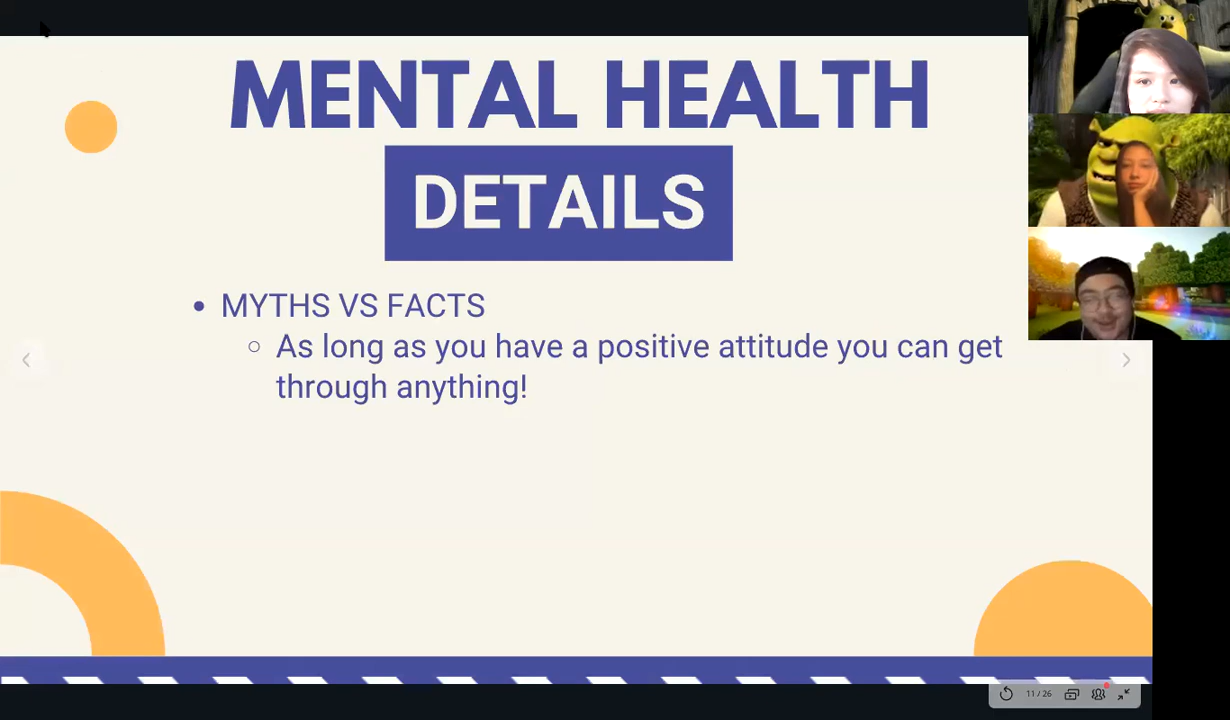 MENTAL HEALTH
DETAILS
MYTHS VS FACTS
As long as you have a positive attitude you can get
through anything!
11 / 26